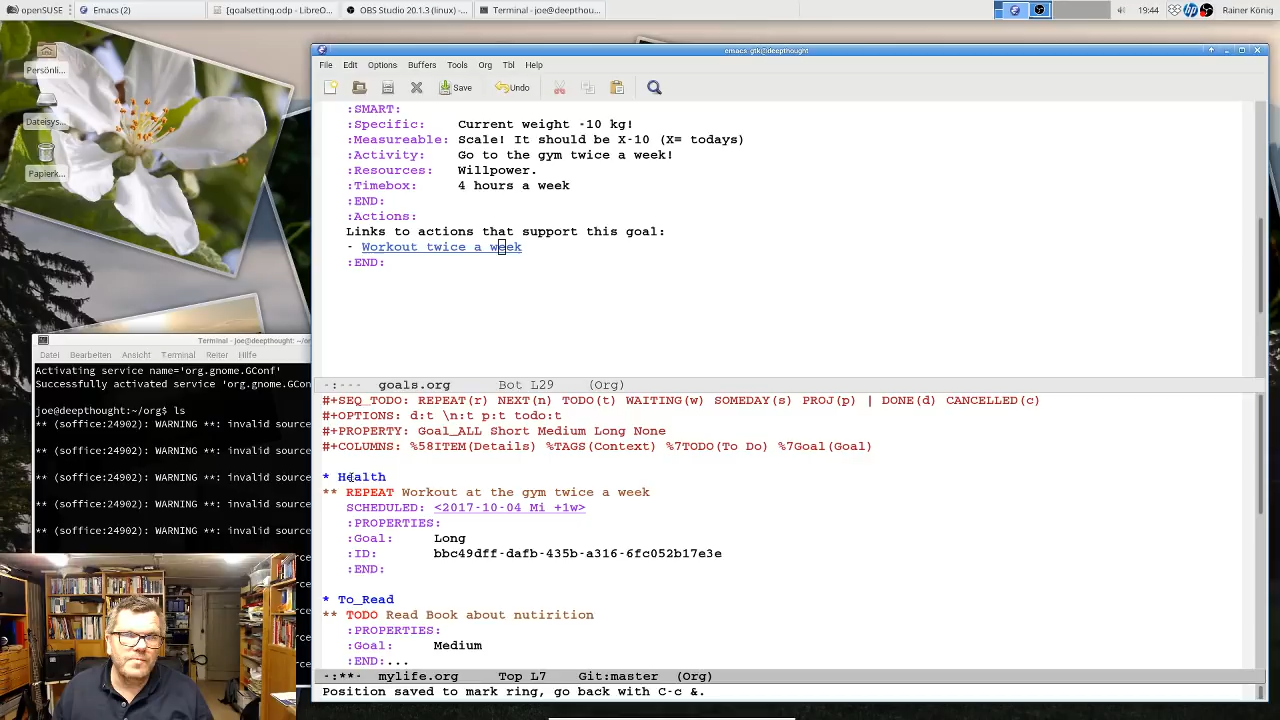 openSUSE
Emacs (2)
[goalsetting.odp - LibreO...
OBS Studio 20.1.3 (linux) -...
Terminal - joe@deepthou...
19:44
Rainer König
Persönli...
Dateisys...
Papierk...
emacs-gtk@deepthought
File Edit Options Buffers Tools Org Tbl Help
Save Undo
:SMART:
:Specific: Current weight -10 kg!
:Measureable: Scale! It should be X-10 (X= todays)
:Activity: Go to the gym twice a week!
:Resources: Willpower.
:Timebox: 4 hours a week
:END:
:Actions:
Links to actions that support this goal:
- Workout twice a week
:END:
-:--- goals.org Bot L29 (Org)
#+SEQ_TODO: REPEAT(r) NEXT(n) TODO(t) WAITING(w) SOMEDAY(s) PROJ(p) | DONE(d) CANCELLED(c)
#+OPTIONS: d:t \n:t p:t todo:t
#+PROPERTY: Goal_ALL Short Medium Long None
#+COLUMNS: %58ITEM(Details) %TAGS(Context) %7TODO(To Do) %7Goal(Goal)
* Health
** REPEAT Workout at the gym twice a week
SCHEDULED: <2017-10-04 Mi +1w>
:PROPERTIES:
:Goal: Long
:ID: bbc49dff-dafb-435b-a316-6fc052b17e3e
:END:
* To_Read
** TODO Read Book about nutirition
:PROPERTIES:
:Goal: Medium
:END:...
-:**- mylife.org Top L7 Git:master (Org)
Position saved to mark ring, go back with C-c &.
Terminal - joe@deepthought: ~/or
Datei Bearbeiten Ansicht Terminal Reiter Hilfe
Activating service name='org.gnome.GConf'
Successfully activated service 'org.gnome.GCon
joe@deepthought:~/org$ ls
** (soffice:24902): WARNING **: invalid source
** (soffice:24902): WARNING **: invalid source
** (soffice:24902): WARNING **: invalid source
** (soffice:24902): WARNING **: invalid source
** (soffice:24902): WARNING **: invalid source